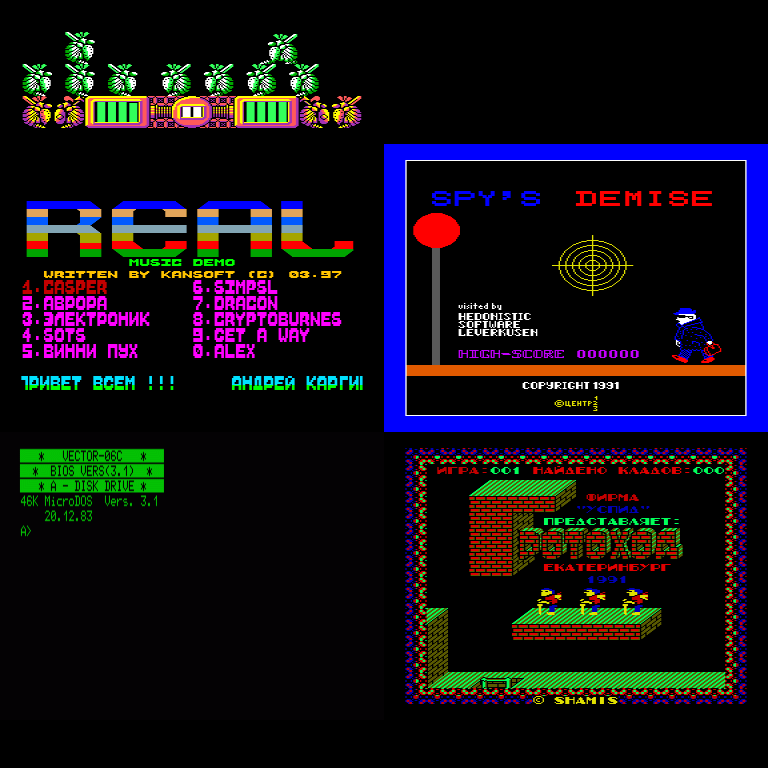 REAL
MUSIC DEMO
WRITTEN BY KANSOFT (C) 03.97
1.CASPER
2.АВРОРА
3.ЭЛЕКТРОНИК
4.SOTS
5.ВИННИ ПУХ
6.SIMPSL
7.DRAGON
8.CRYPTOBURNES
9.GET A WAY
0.ALEX
ПРИВЕТ ВСЕМ !!! АНДРЕЙ КАРГИ
SPY'S DEMISE
visited by
HEDONISTIC
SOFTWARE
LEVERKUSEN
HIGH-SCORE 000000
COPYRIGHT 1991
©ЦЕНТР
* VECTOR-06C *
* BIOS VERS(3.1) *
* A - DISK DRIVE *
46K MicroDOS Vers. 3.1
20.12.83
A>
ИГРА:001 НАЙДЕНО КЛАДОВ:000
ФИРМА
"УСПИД"
ПРЕДСТАВЛЯЕТ:
ЕКАТЕРИНБУРГ
1991
© SHAMIS